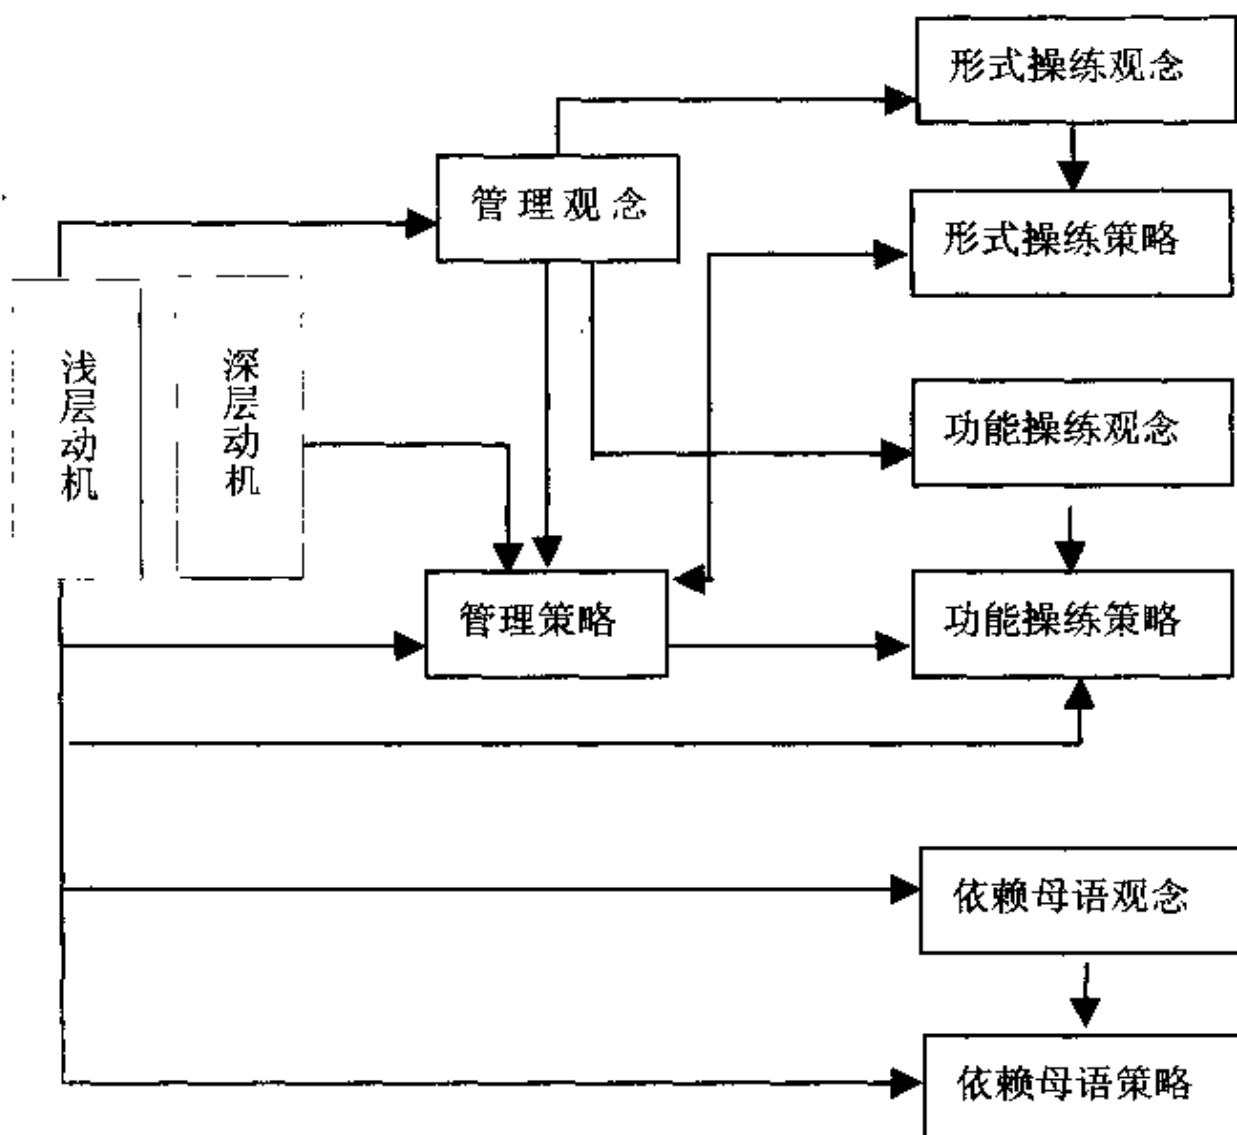 形式操练观念
管理观念
形式操练策略
浅层动机
深层动机
功能操练观念
管理策略
功能操练策略
依赖母语观念
依赖母语策略